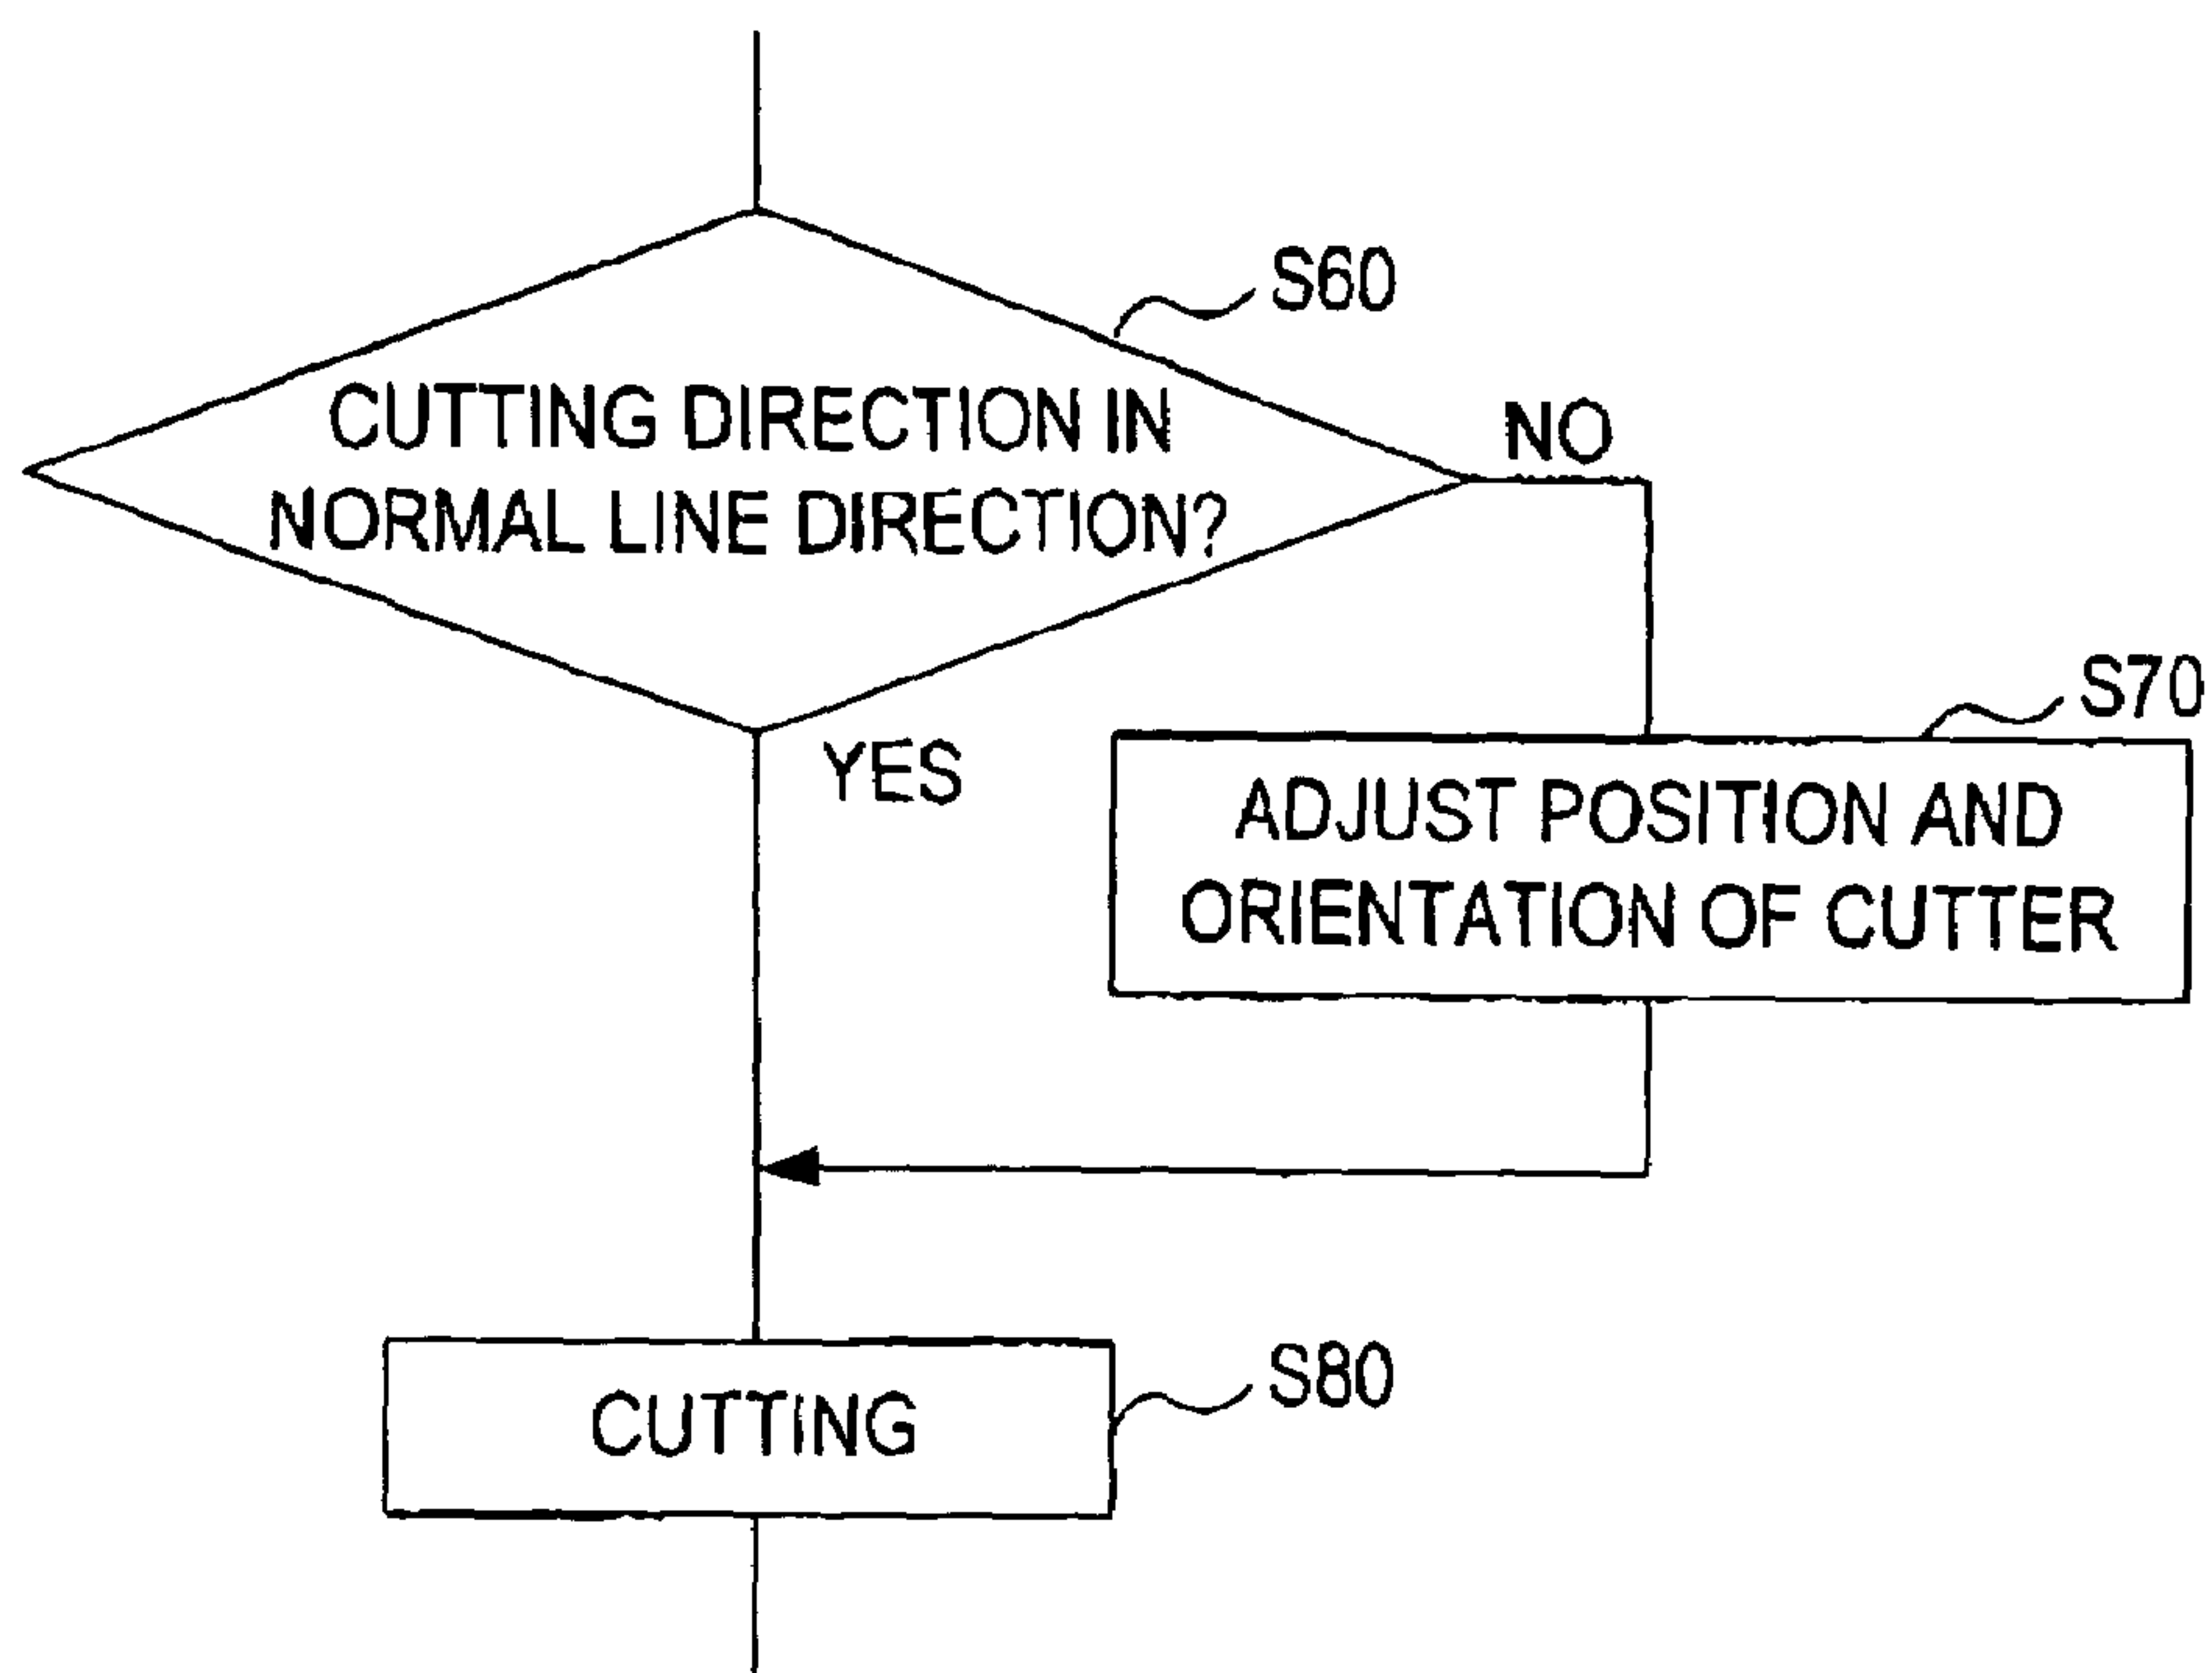 S60
CUTTING DIRECTION IN
NORMAL LINE DIRECTION?
NO
YES
S70
ADJUST POSITION AND
ORIENTATION OF CUTTER
S80
CUTTING